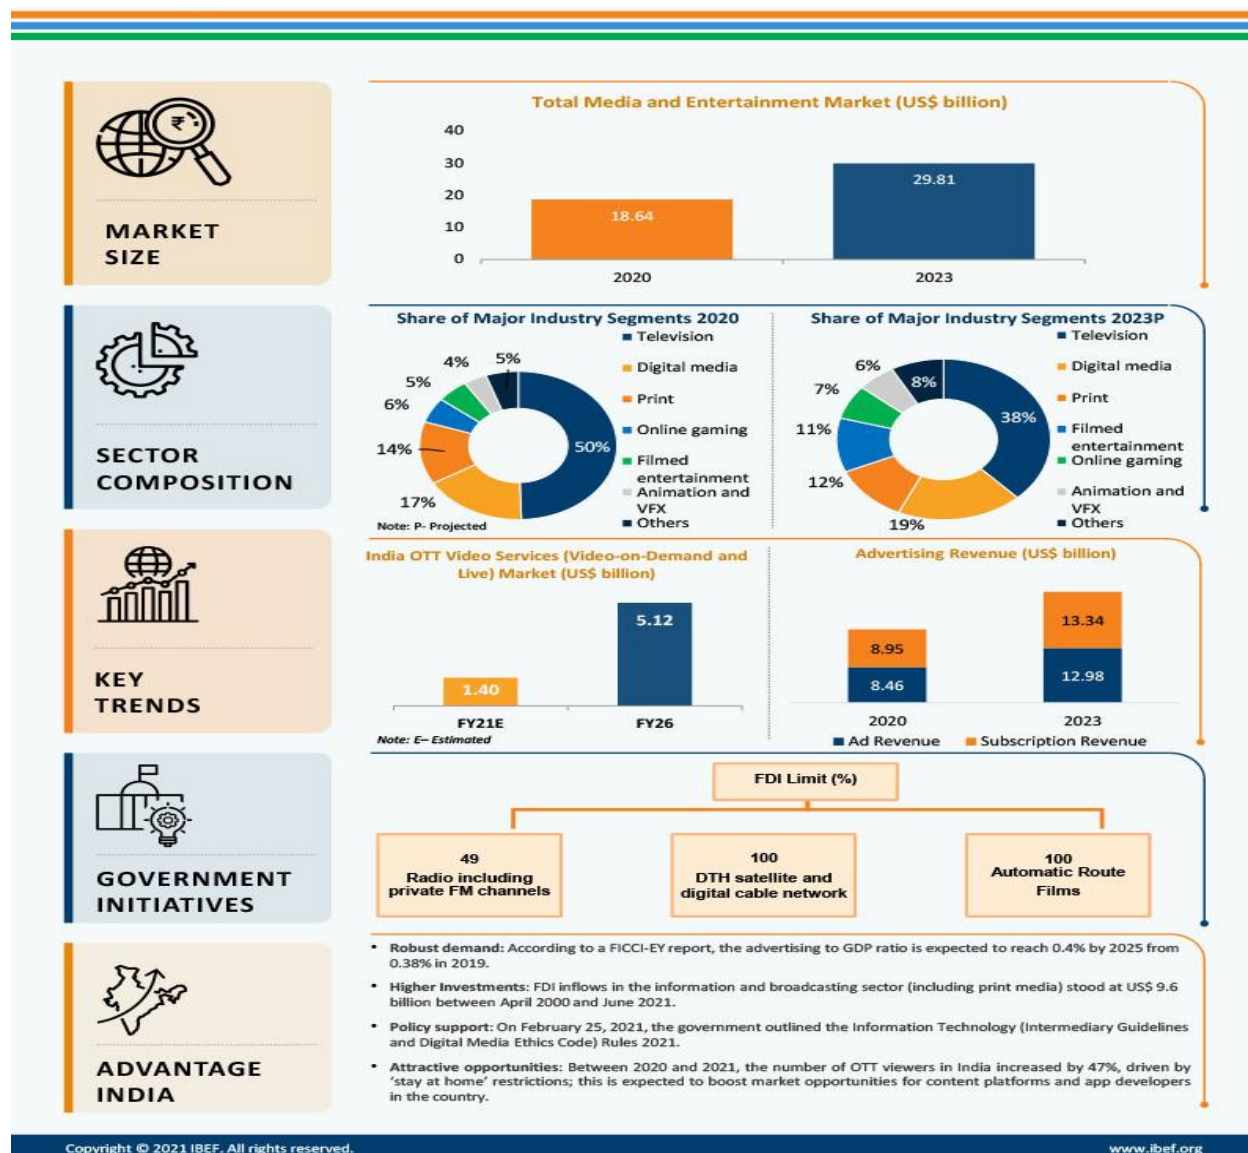 ₹
MARKET
SIZE
Total Media and Entertainment Market (US$ billion)
40
30
20
10
0
18.64
29.81
2020
2023
SECTOR
COMPOSITION
Share of Major Industry Segments 2020
50%
17%
14%
6%
5%
4%
5%
Television
Digital media
Print
Online gaming
Filmed
entertainment
Animation and
VFX
Others
Note: P- Projected
Share of Major Industry Segments 2023P
38%
19%
12%
11%
7%
6%
8%
Television
Digital media
Print
Filmed
entertainment
Online gaming
Animation and
VFX
Others
KEY
TRENDS
India OTT Video Services (Video-on-Demand and
Live) Market (US$ billion)
1.40
5.12
FY21E
FY26
Note: E– Estimated
Advertising Revenue (US$ billion)
8.95
8.46
13.34
12.98
2020
2023
Ad Revenue
Subscription Revenue
GOVERNMENT
INITIATIVES
FDI Limit (%)
49
Radio including
private FM channels
100
DTH satellite and
digital cable network
100
Automatic Route
Films
ADVANTAGE
INDIA
• Robust demand: According to a FICCI-EY report, the advertising to GDP ratio is expected to reach 0.4% by 2025 from
0.38% in 2019.
• Higher Investments: FDI inflows in the information and broadcasting sector (including print media) stood at US$ 9.6
billion between April 2000 and June 2021.
• Policy support: On February 25, 2021, the government outlined the Information Technology (Intermediary Guidelines
and Digital Media Ethics Code) Rules 2021.
• Attractive opportunities: Between 2020 and 2021, the number of OTT viewers in India increased by 47%, driven by
‘stay at home’ restrictions; this is expected to boost market opportunities for content platforms and app developers
in the country.
Copyright © 2021 IBEF. All rights reserved.
www.ibef.org